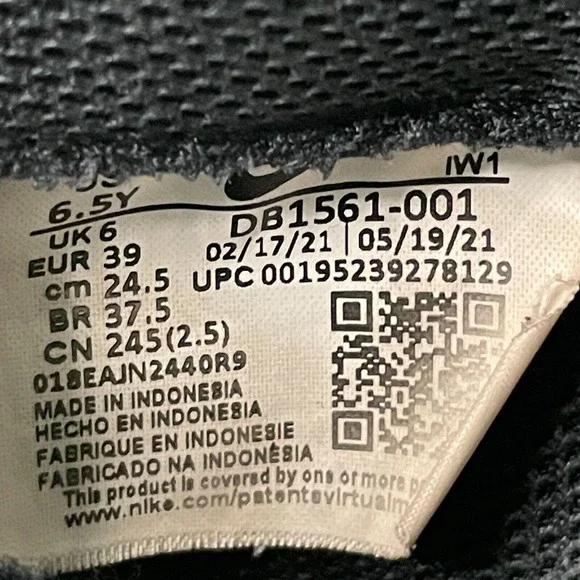 IW1
6.5Y
DB1561-001
UK 6
02/17/21 | 05/19/21
EUR 39
UPC 00195239278129
cm 24.5
BR 37.5
CN 245(2.5)
018EAJN2440R9
MADE IN INDONESIA
HECHO EN INDONESIA
FABRIQUE EN INDONESIE
FABRICADO NA INDONÉSIA
This product is covered by one or more
www.nike.com/patents